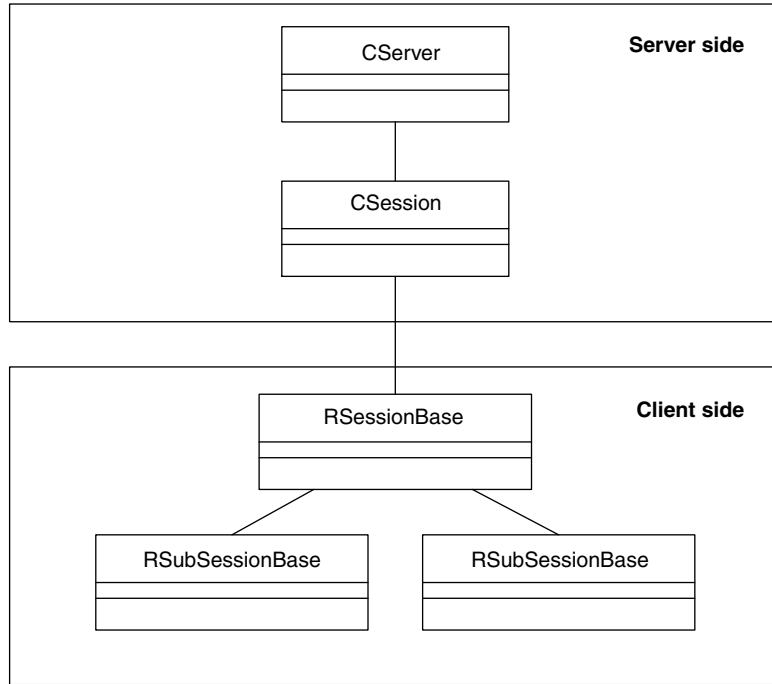 CServer
Server side
CSession
RSessionBase
Client side
RSubSessionBase
RSubSessionBase